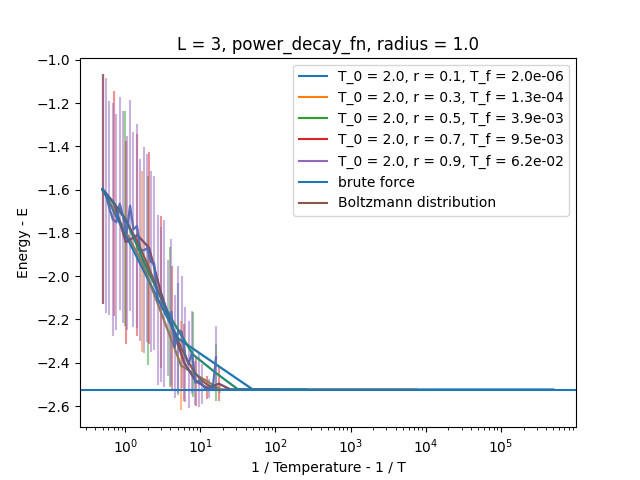 L = 3, power_decay_fn, radius = 1.0
Energy - E
−1.0
−1.2
−1.4
−1.6
−1.8
−2.0
−2.2
−2.4
−2.6
T_0 = 2.0, r = 0.1, T_f = 2.0e-06
T_0 = 2.0, r = 0.3, T_f = 1.3e-04
T_0 = 2.0, r = 0.5, T_f = 3.9e-03
T_0 = 2.0, r = 0.7, T_f = 9.5e-03
T_0 = 2.0, r = 0.9, T_f = 6.2e-02
brute force
Boltzmann distribution
10⁰ 10¹ 10² 10³ 10⁴ 10⁵
1 / Temperature - 1 / T